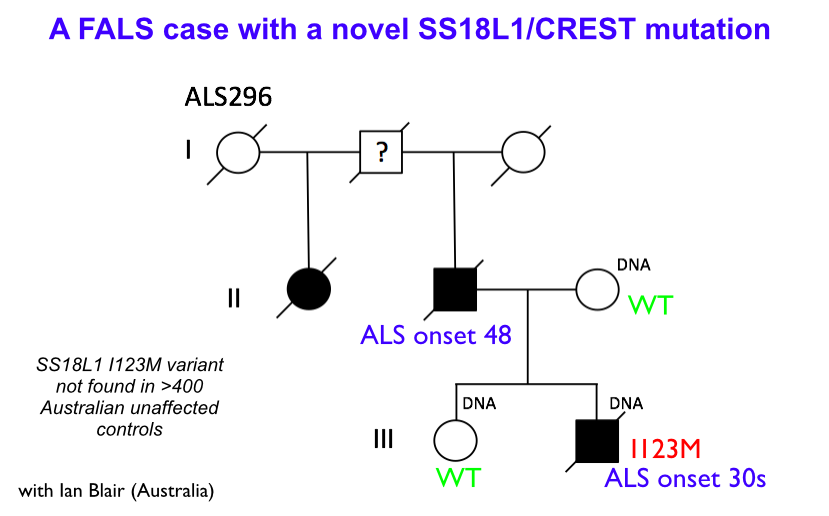 A FALS case with a novel SS18L1/CREST mutation
ALS296
I
?
II
DNA
WT
ALS onset 48
SS18L1 I123M variant
not found in >400
Australian unaffected
controls
III
DNA
DNA
I123M
WT
ALS onset 30s
with Ian Blair (Australia)